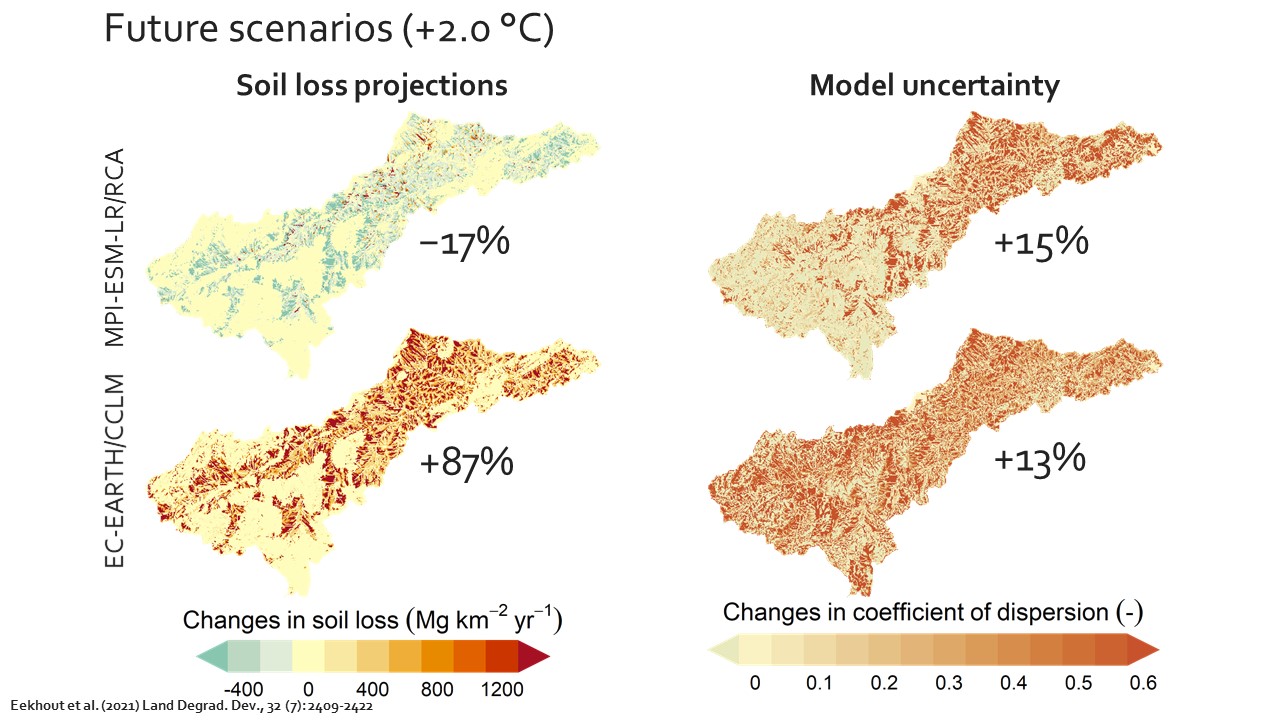 Future scenarios (+2.0 °C)
Soil loss projections
Model uncertainty
MPI-ESM-LR/RCA
−17%
+15%
EC-EARTH/CCLM
+87%
+13%
Changes in soil loss (Mg km⁻² yr⁻¹)
-400 0 400 800 1200
Changes in coefficient of dispersion (-)
0 0.1 0.2 0.3 0.4 0.5 0.6
Eekhout et al. (2021) Land Degrad. Dev., 32 (7): 2409-2422